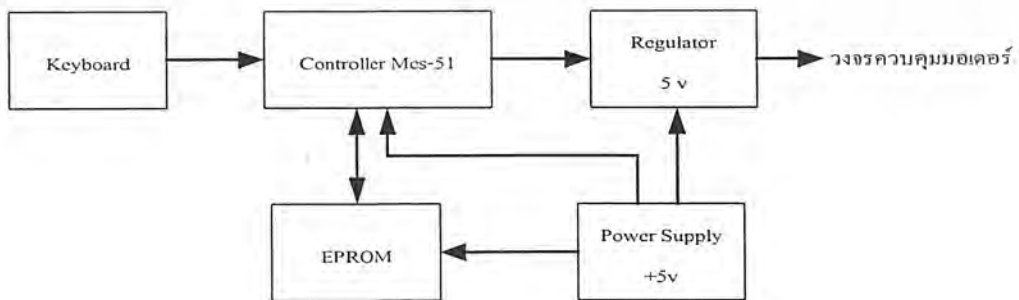 Keyboard
Controller Mcs-51
Regulator
5 v
วงจรควบคุมมอเตอร์
EPROM
Power Supply
+5v